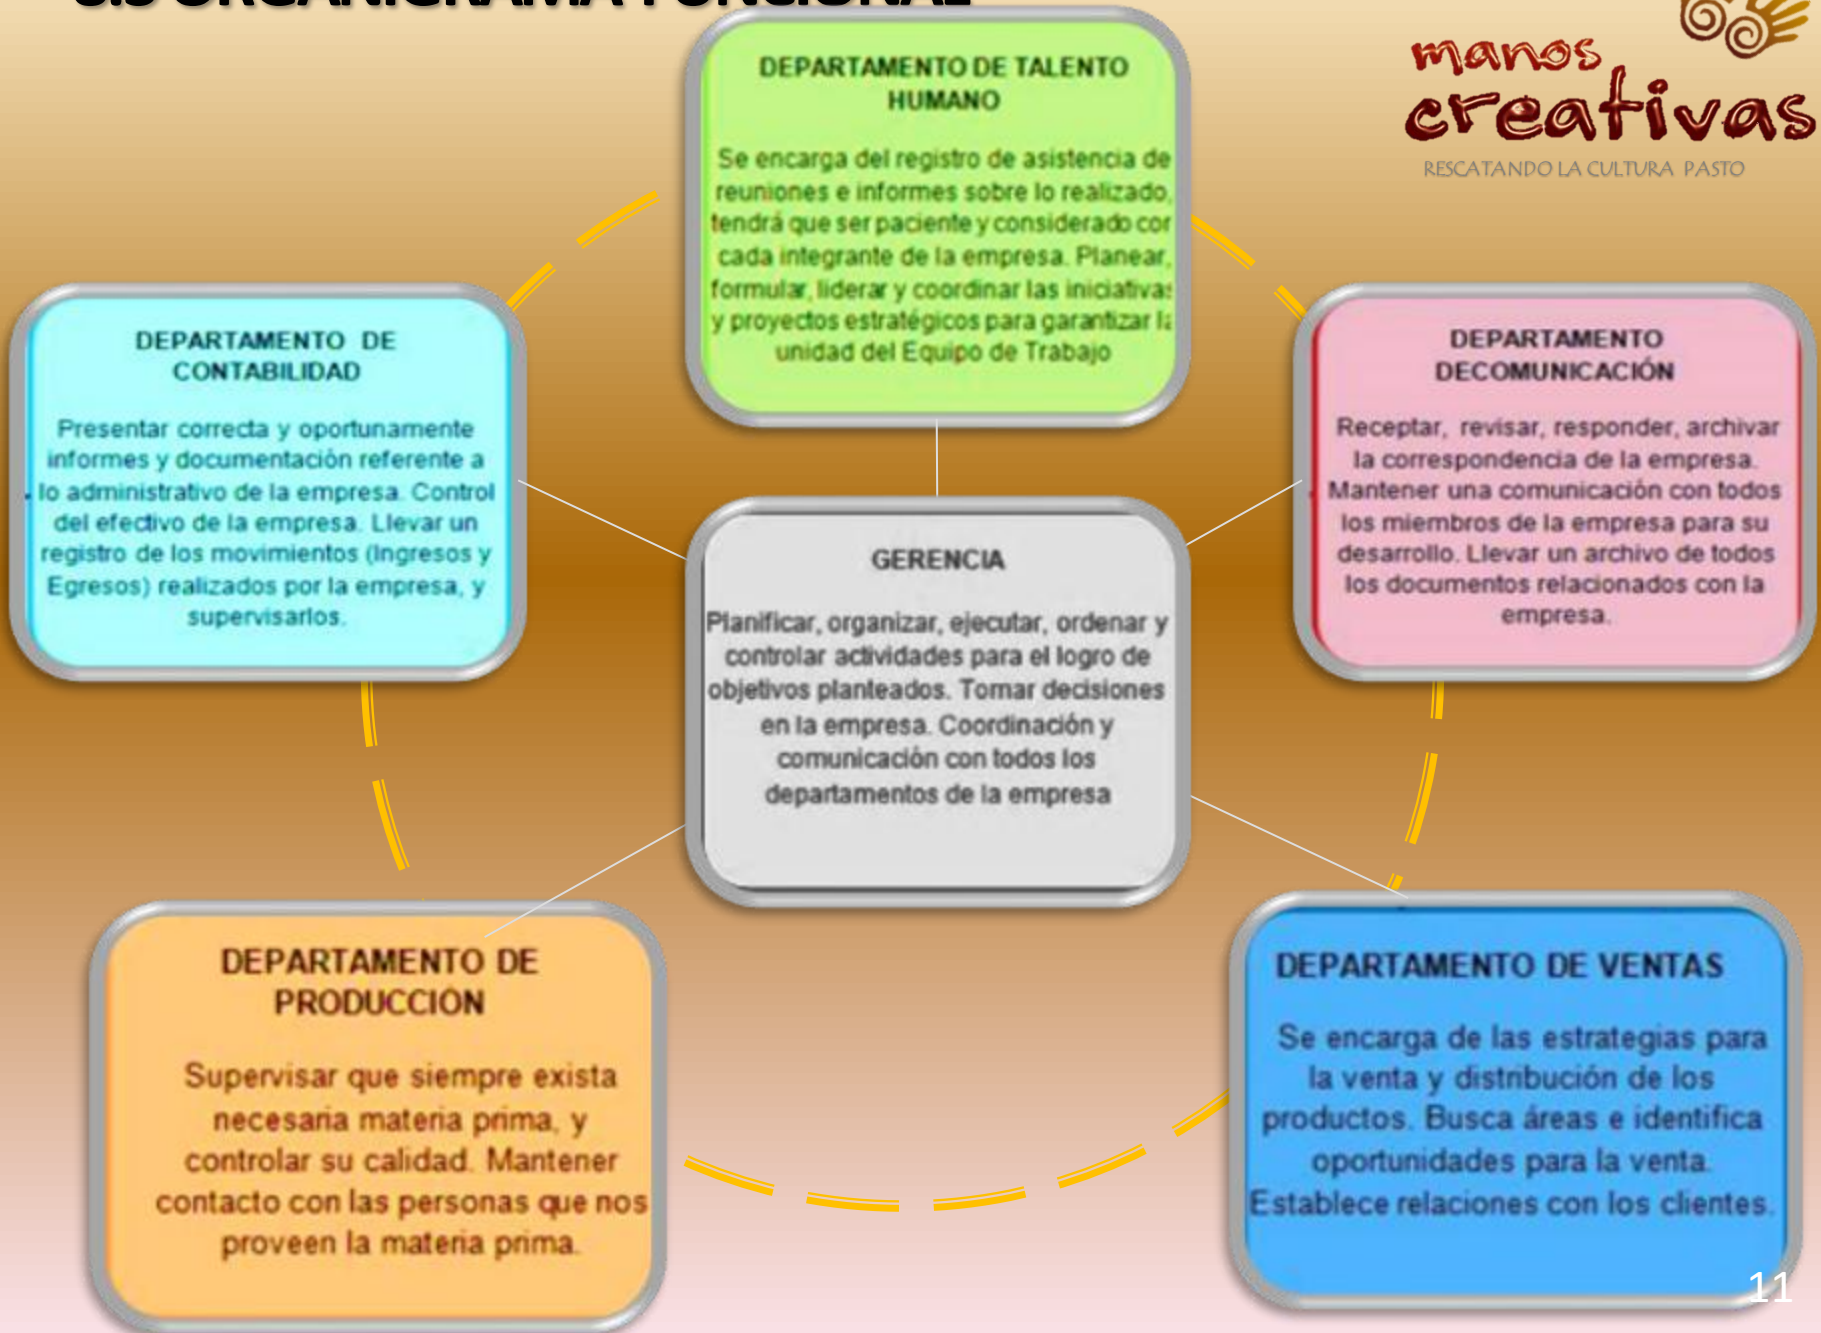 ORGANIGRAMA FUNCIONAL
manos
creativas
RESCATANDO LA CULTURA PASTO
DEPARTAMENTO DE TALENTO
HUMANO
Se encarga del registro de asistencia de
reuniones e informes sobre lo realizado,
tendrá que ser paciente y considerado con
cada integrante de la empresa. Planear,
formular, liderar y coordinar las iniciativas
y proyectos estratégicos para garantizar la
unidad del Equipo de Trabajo
DEPARTAMENTO DE
CONTABILIDAD
Presentar correcta y oportunamente
informes y documentación referente a
lo administrativo de la empresa. Control
del efectivo de la empresa. Llevar un
registro de los movimientos (Ingresos y
Egresos) realizados por la empresa, y
supervisarlos.
DEPARTAMENTO
DECOMUNICACIÓN
Receptar, revisar, responder, archivar
la correspondencia de la empresa.
Mantener una comunicación con todos
los miembros de la empresa para su
desarrollo. Llevar un archivo de todos
los documentos relacionados con la
empresa.
GERENCIA
Planificar, organizar, ejecutar, ordenar y
controlar actividades para el logro de
objetivos planteados. Tomar decisiones
en la empresa. Coordinación y
comunicación con todos los
departamentos de la empresa
DEPARTAMENTO DE
PRODUCCIÓN
Supervisar que siempre exista
necesaria materia prima, y
controlar su calidad. Mantener
contacto con las personas que nos
proveen la materia prima.
DEPARTAMENTO DE VENTAS
Se encarga de las estrategias para
la venta y distribución de los
productos. Busca áreas e identifica
oportunidades para la venta.
Establece relaciones con los clientes.
11